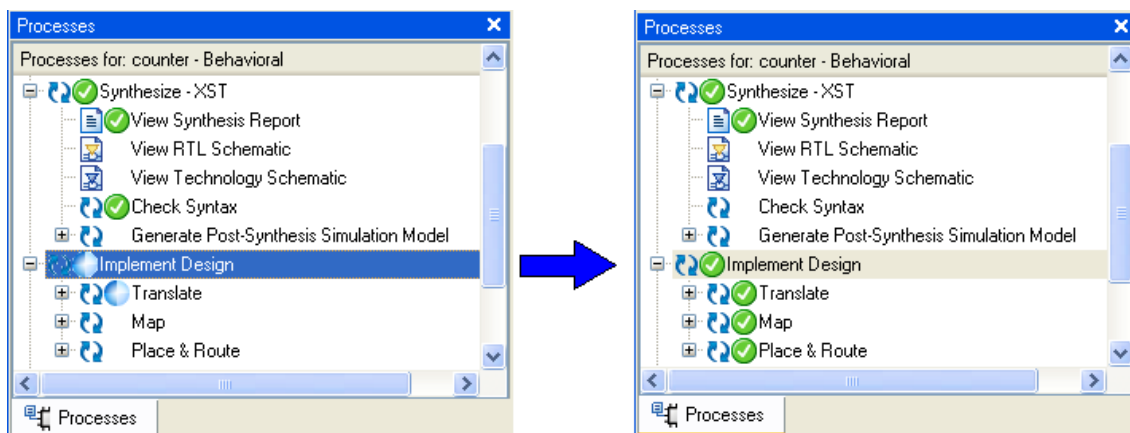 Processes
Processes for: counter - Behavioral
Synthesize - XST
View Synthesis Report
View RTL Schematic
View Technology Schematic
Check Syntax
Generate Post-Synthesis Simulation Model
Implement Design
Translate
Map
Place & Route
Processes
Processes
Processes for: counter - Behavioral
Synthesize - XST
View Synthesis Report
View RTL Schematic
View Technology Schematic
Check Syntax
Generate Post-Synthesis Simulation Model
Implement Design
Translate
Map
Place & Route
Processes